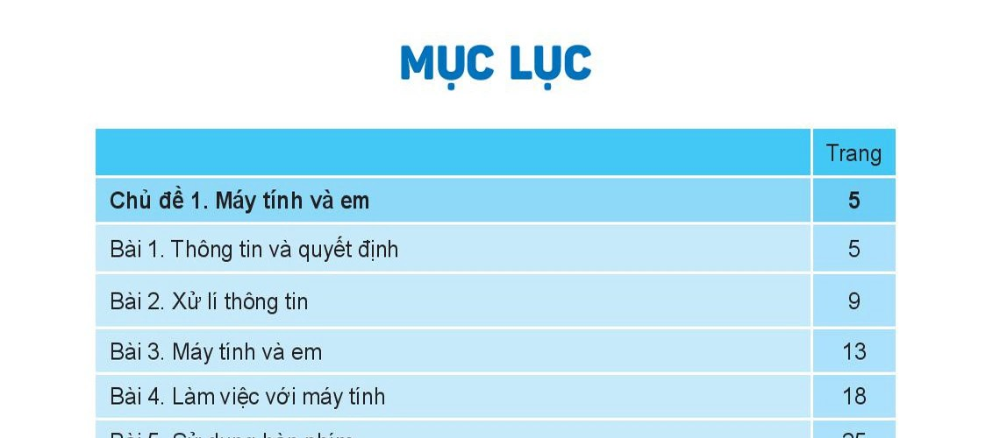 MỤC LỤC
Trang
Chủ đề 1. Máy tính và em 5
Bài 1. Thông tin và quyết định 5
Bài 2. Xử lí thông tin 9
Bài 3. Máy tính và em 13
Bài 4. Làm việc với máy tính 18